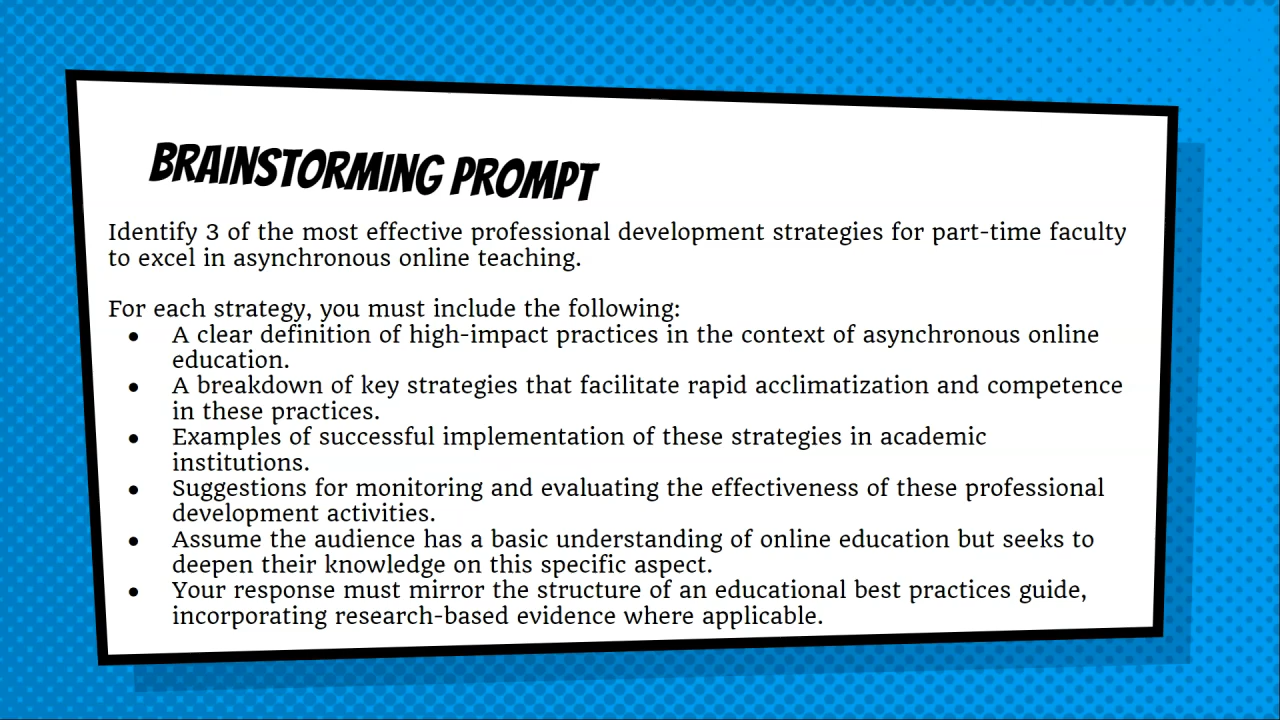 BRAINSTORMING PROMPT
Identify 3 of the most effective professional development strategies for part-time faculty
to excel in asynchronous online teaching.
For each strategy, you must include the following:
● A clear definition of high-impact practices in the context of asynchronous online
education.
● A breakdown of key strategies that facilitate rapid acclimatization and competence
in these practices.
● Examples of successful implementation of these strategies in academic
institutions.
● Suggestions for monitoring and evaluating the effectiveness of these professional
development activities.
● Assume the audience has a basic understanding of online education but seeks to
deepen their knowledge on this specific aspect.
● Your response must mirror the structure of an educational best practices guide,
incorporating research-based evidence where applicable.